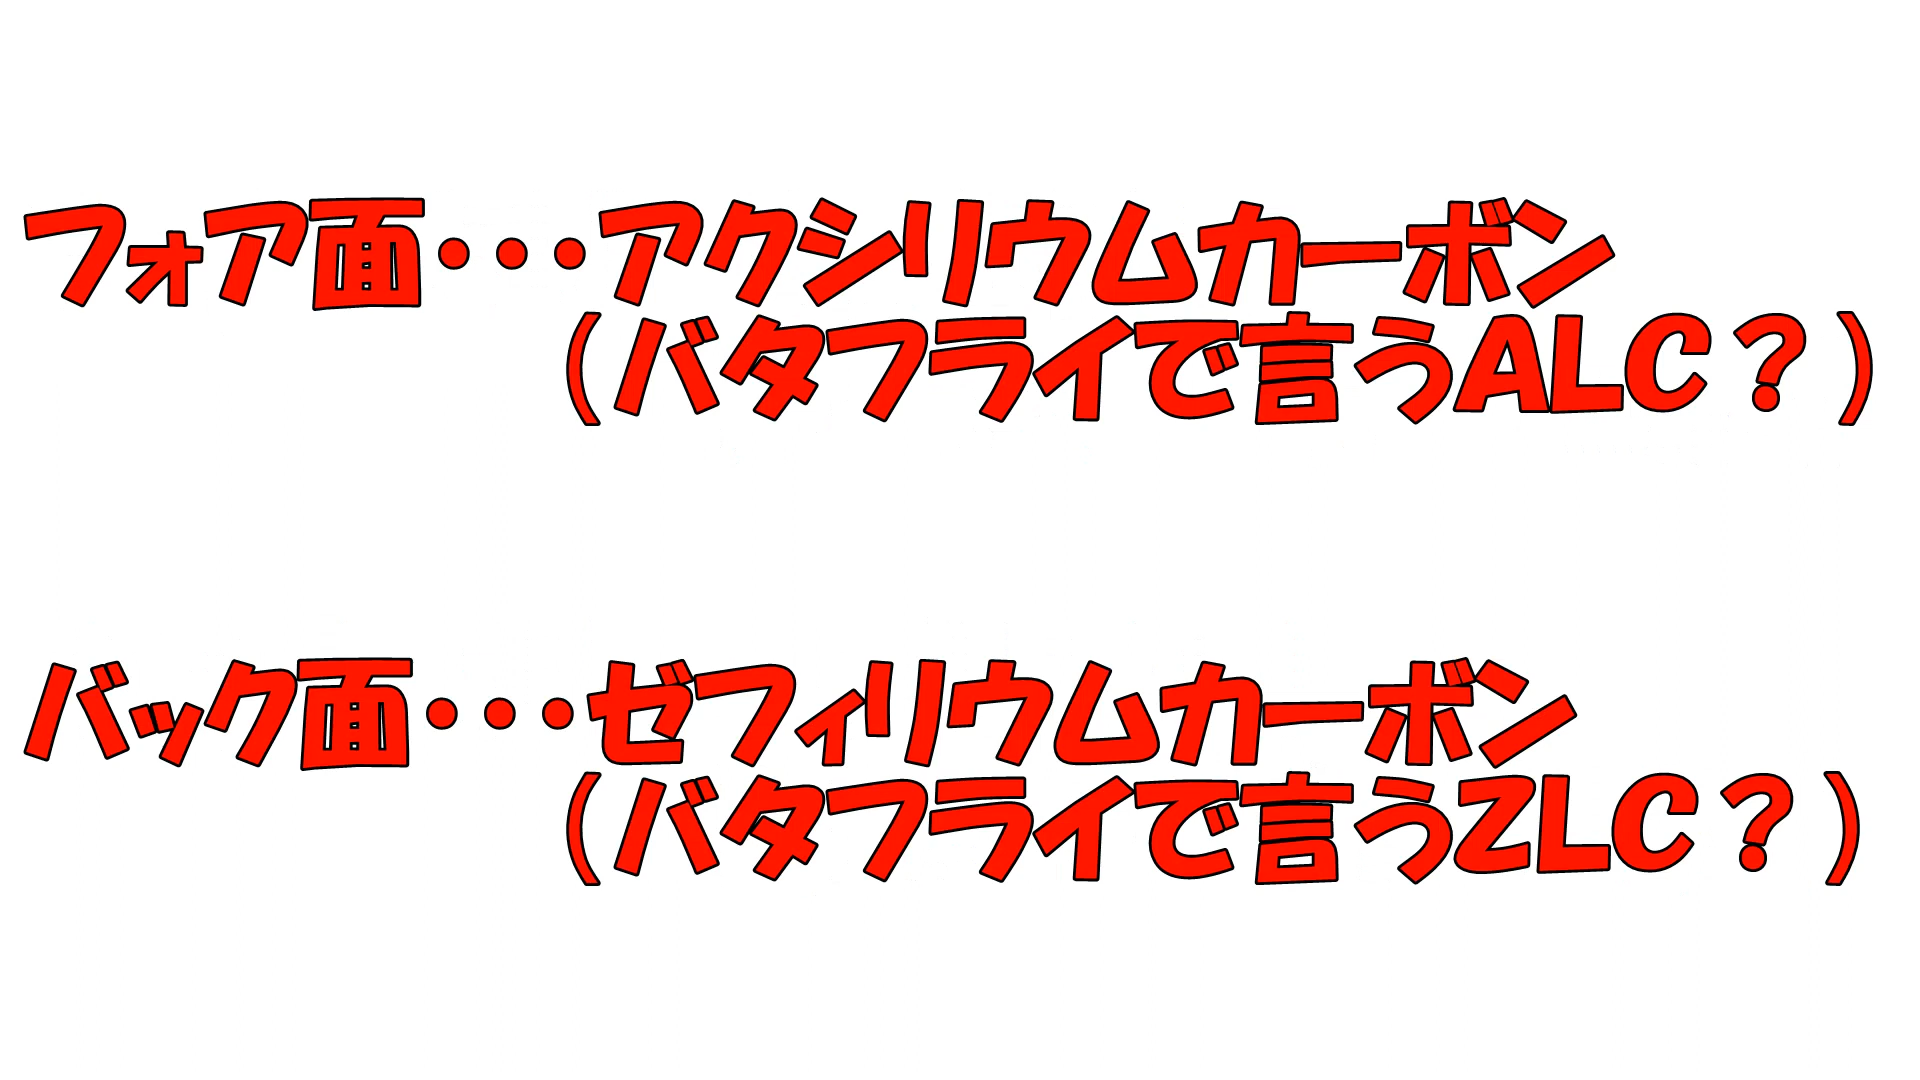 フォア面・・・アクシリウムカーボン
（バタフライで言うALC？）
バック面・・・ゼフィリウムカーボン
（バタフライで言うZLC？）